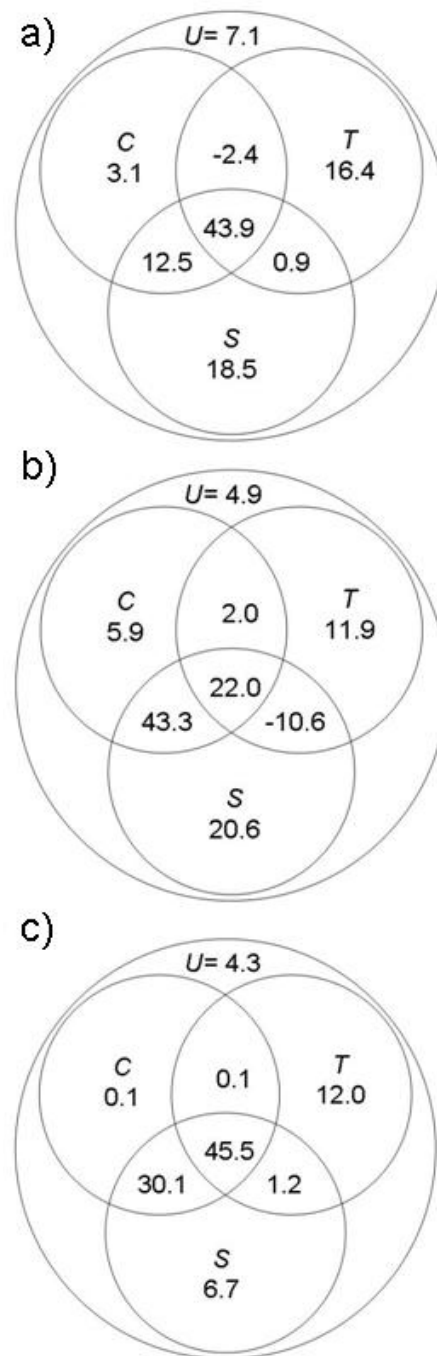 a)
U= 7.1
C
3.1
-2.4
T
16.4
43.9
12.5
0.9
S
18.5
b)
U= 4.9
C
5.9
2.0
T
11.9
22.0
43.3
-10.6
S
20.6
c)
U= 4.3
C
0.1
0.1
T
12.0
45.5
30.1
1.2
S
6.7